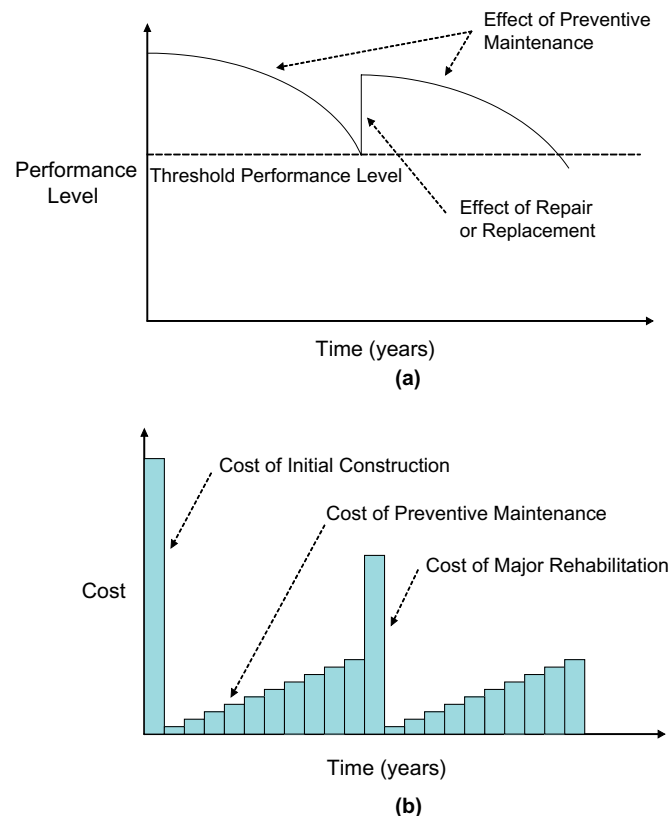 Effect of Preventive
Maintenance
Performance
Level
Threshold Performance Level
Effect of Repair
or Replacement
Time (years)
(a)
Cost of Initial Construction
Cost of Preventive Maintenance
Cost of Major Rehabilitation
Cost
Time (years)
(b)